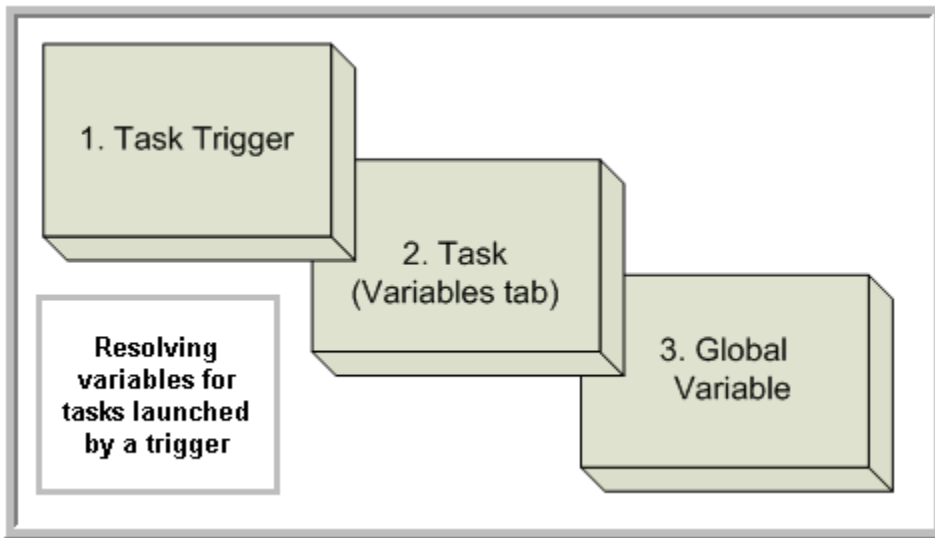 1. Task Trigger
2. Task
(Variables tab)
3. Global
Variable
Resolving
variables for
tasks launched
by a trigger